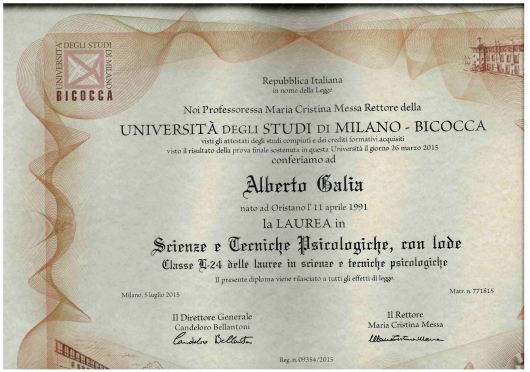 UNIVERSITÀ DEGLI STUDI DI MILANO
BICOCCA
Repubblica Italiana
in nome della Legge
Noi Professoressa Maria Cristina Messa Rettore della
UNIVERSITÀ DEGLI STUDI DI MILANO - BICOCCA
visti gli attestati degli studi compiuti e dei crediti formativi acquisiti
visto il risultato della prova finale sostenuta in questa Università il giorno 26 marzo 2015
conferiamo ad
Alberto Galia
nato ad Oristano l' 11 aprile 1991
la LAUREA in
Scienze e Tecniche Psicologiche, con lode
Classe L-24 delle lauree in scienze e tecniche psicologiche
Il presente diploma viene rilasciato a tutti gli effetti di legge.
Milano, 5 luglio 2015
Matr. n. 771815
Il Direttore Generale
Candeloro Bellantoni
Candeloro Bellantoni
Il Rettore
Maria Cristina Messa
Maria Cristina Messa
Reg. n. 09354/2015